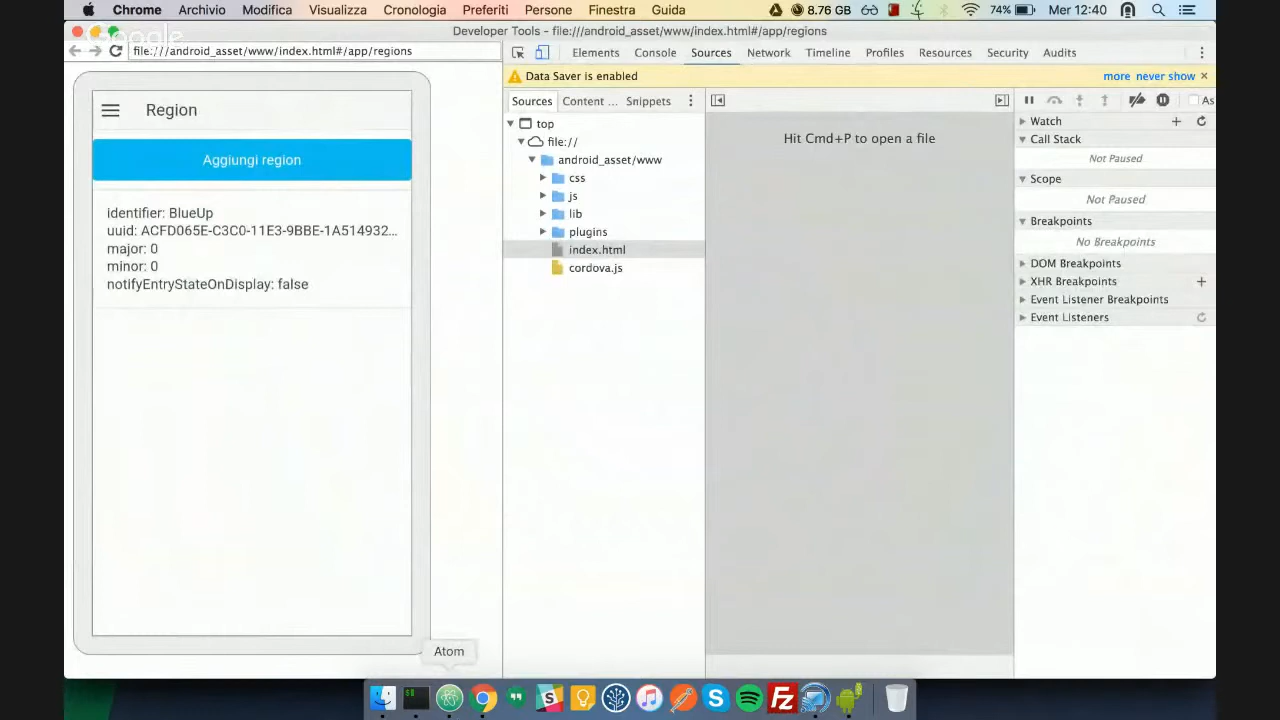 Chrome Archivio Modifica Visualizza Cronologia Preferiti Persone Finestra Guida 8.76 GB 74% Mer 12:40
Google
Developer Tools - file:///android_asset/www/index.html#/app/regions
file:///android_asset/www/index.html#/app/regions
Elements Console Sources Network Timeline Profiles Resources Security Audits
Data Saver is enabled more never show ×
Sources Content ... Snippets
As
Region
Aggiungi region
identifier: BlueUp
uuid: ACFD065E-C3C0-11E3-9BBE-1A514932...
major: 0
minor: 0
notifyEntryStateOnDisplay: false
top
file://
android_asset/www
css
js
lib
plugins
index.html
cordova.js
Hit Cmd+P to open a file
Watch
Call Stack
Not Paused
Scope
Not Paused
Breakpoints
No Breakpoints
DOM Breakpoints
XHR Breakpoints
Event Listener Breakpoints
Event Listeners
Atom